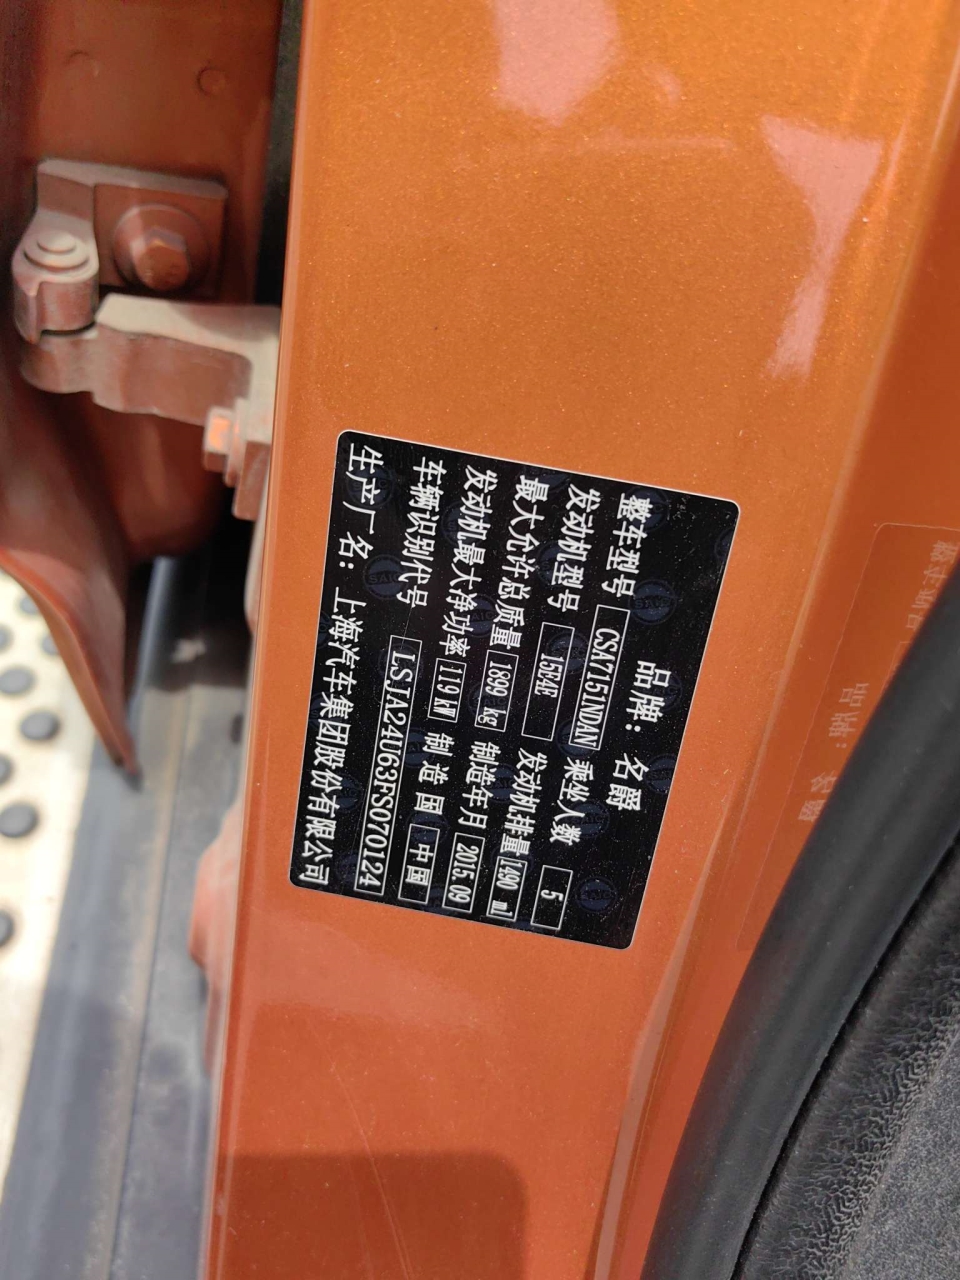 品牌：名爵
整车型号 CSA7151NDAN 乘坐人数 5
发动机型号 15E4E 发动机排量 1490 ml
最大允许总质量 1899 kg 制造年月 2015.09
发动机最大净功率 119 kW 制造国 中国
车辆识别代号 LSJA24U63FS070124
生产厂名：上海汽车集团股份有限公司